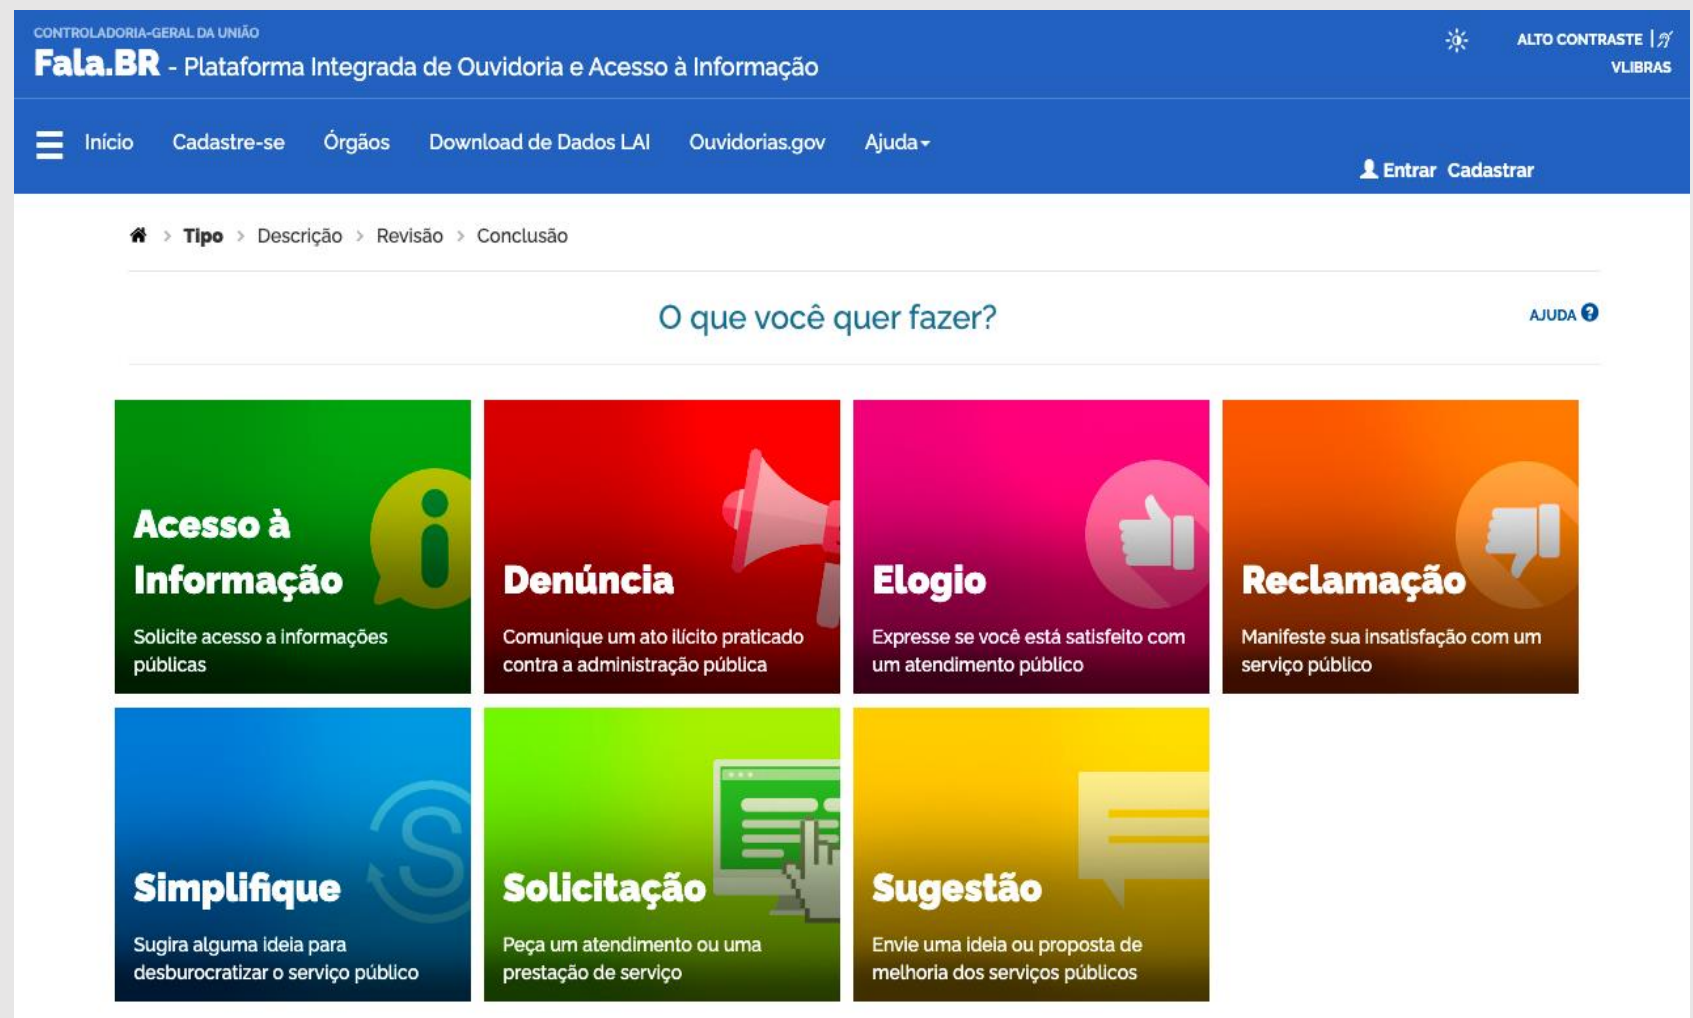 CONTROLADORIA-GERAL DA UNIÃO
Fala.BR - Plataforma Integrada de Ouvidoria e Acesso à Informação
ALTO CONTRASTE |
VLIBRAS
Início Cadastre-se Órgãos Download de Dados LAI Ouvidorias.gov Ajuda
Entrar Cadastrar
> Tipo > Descrição > Revisão > Conclusão
O que você quer fazer?
AJUDA ?
Acesso à
Informação
Solicite acesso a informações
públicas
Denúncia
Comunique um ato ilícito praticado
contra a administração pública
Elogio
Expresse se você está satisfeito com
um atendimento público
Reclamação
Manifeste sua insatisfação com um
serviço público
Simplifique
Sugira alguma ideia para
desburocratizar o serviço público
Solicitação
Peça um atendimento ou uma
prestação de serviço
Sugestão
Envie uma ideia ou proposta de
melhoria dos serviços públicos